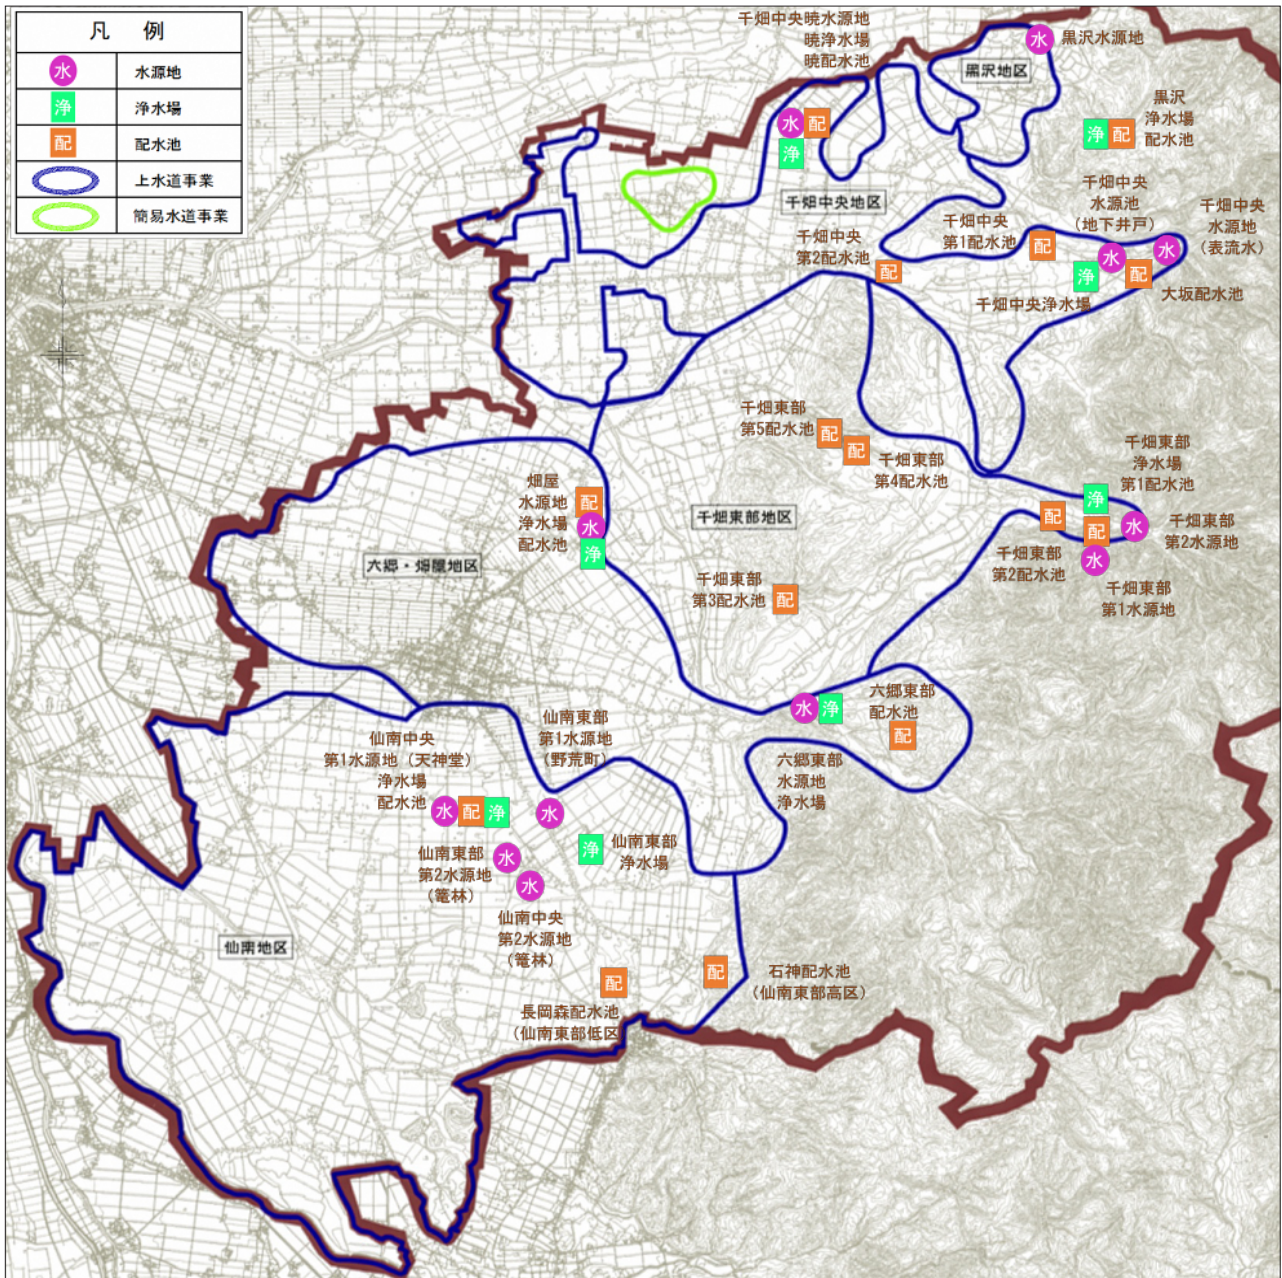 凡 例
水 水源地
浄 浄水場
配 配水池
上水道事業
簡易水道事業
千畑中央暁水源地
暁浄水場
暁配水池
水 配
浄
水 黒沢水源地
黒沢地区
黒沢
浄水場
配水池
浄 配
千畑中央地区
千畑中央
水源池
(地下井戸)
千畑中央
水源地
(表流水)
千畑中央
第1配水池
配
水
水
千畑中央
第2配水池
配
浄
配
千畑中央浄水場
大坂配水池
千畑東部
第5配水池
配
配
千畑東部
第4配水池
千畑東部
浄水場
第1配水池
浄
配
配
水
千畑東部
第2水源地
千畑東部
第2配水池
水
千畑東部
第1水源地
畑屋
水源地
浄水場
配水池
配
水
浄
千畑東部地区
六郷・畑屋地区
千畑東部
第3配水池
配
水 浄
六郷東部
配水池
配
六郷東部
水源地
浄水場
仙南東部
第1水源地
(野荒町)
水
仙南中央
第1水源地(天神堂)
浄水場
配水池
水 配 浄
浄
仙南東部
浄水場
仙南東部
第2水源地
(篭林)
水
水
仙南中央
第2水源地
(篭林)
仙南地区
配
長岡森配水池
(仙南東部低区
配
石神配水池
(仙南東部高区)